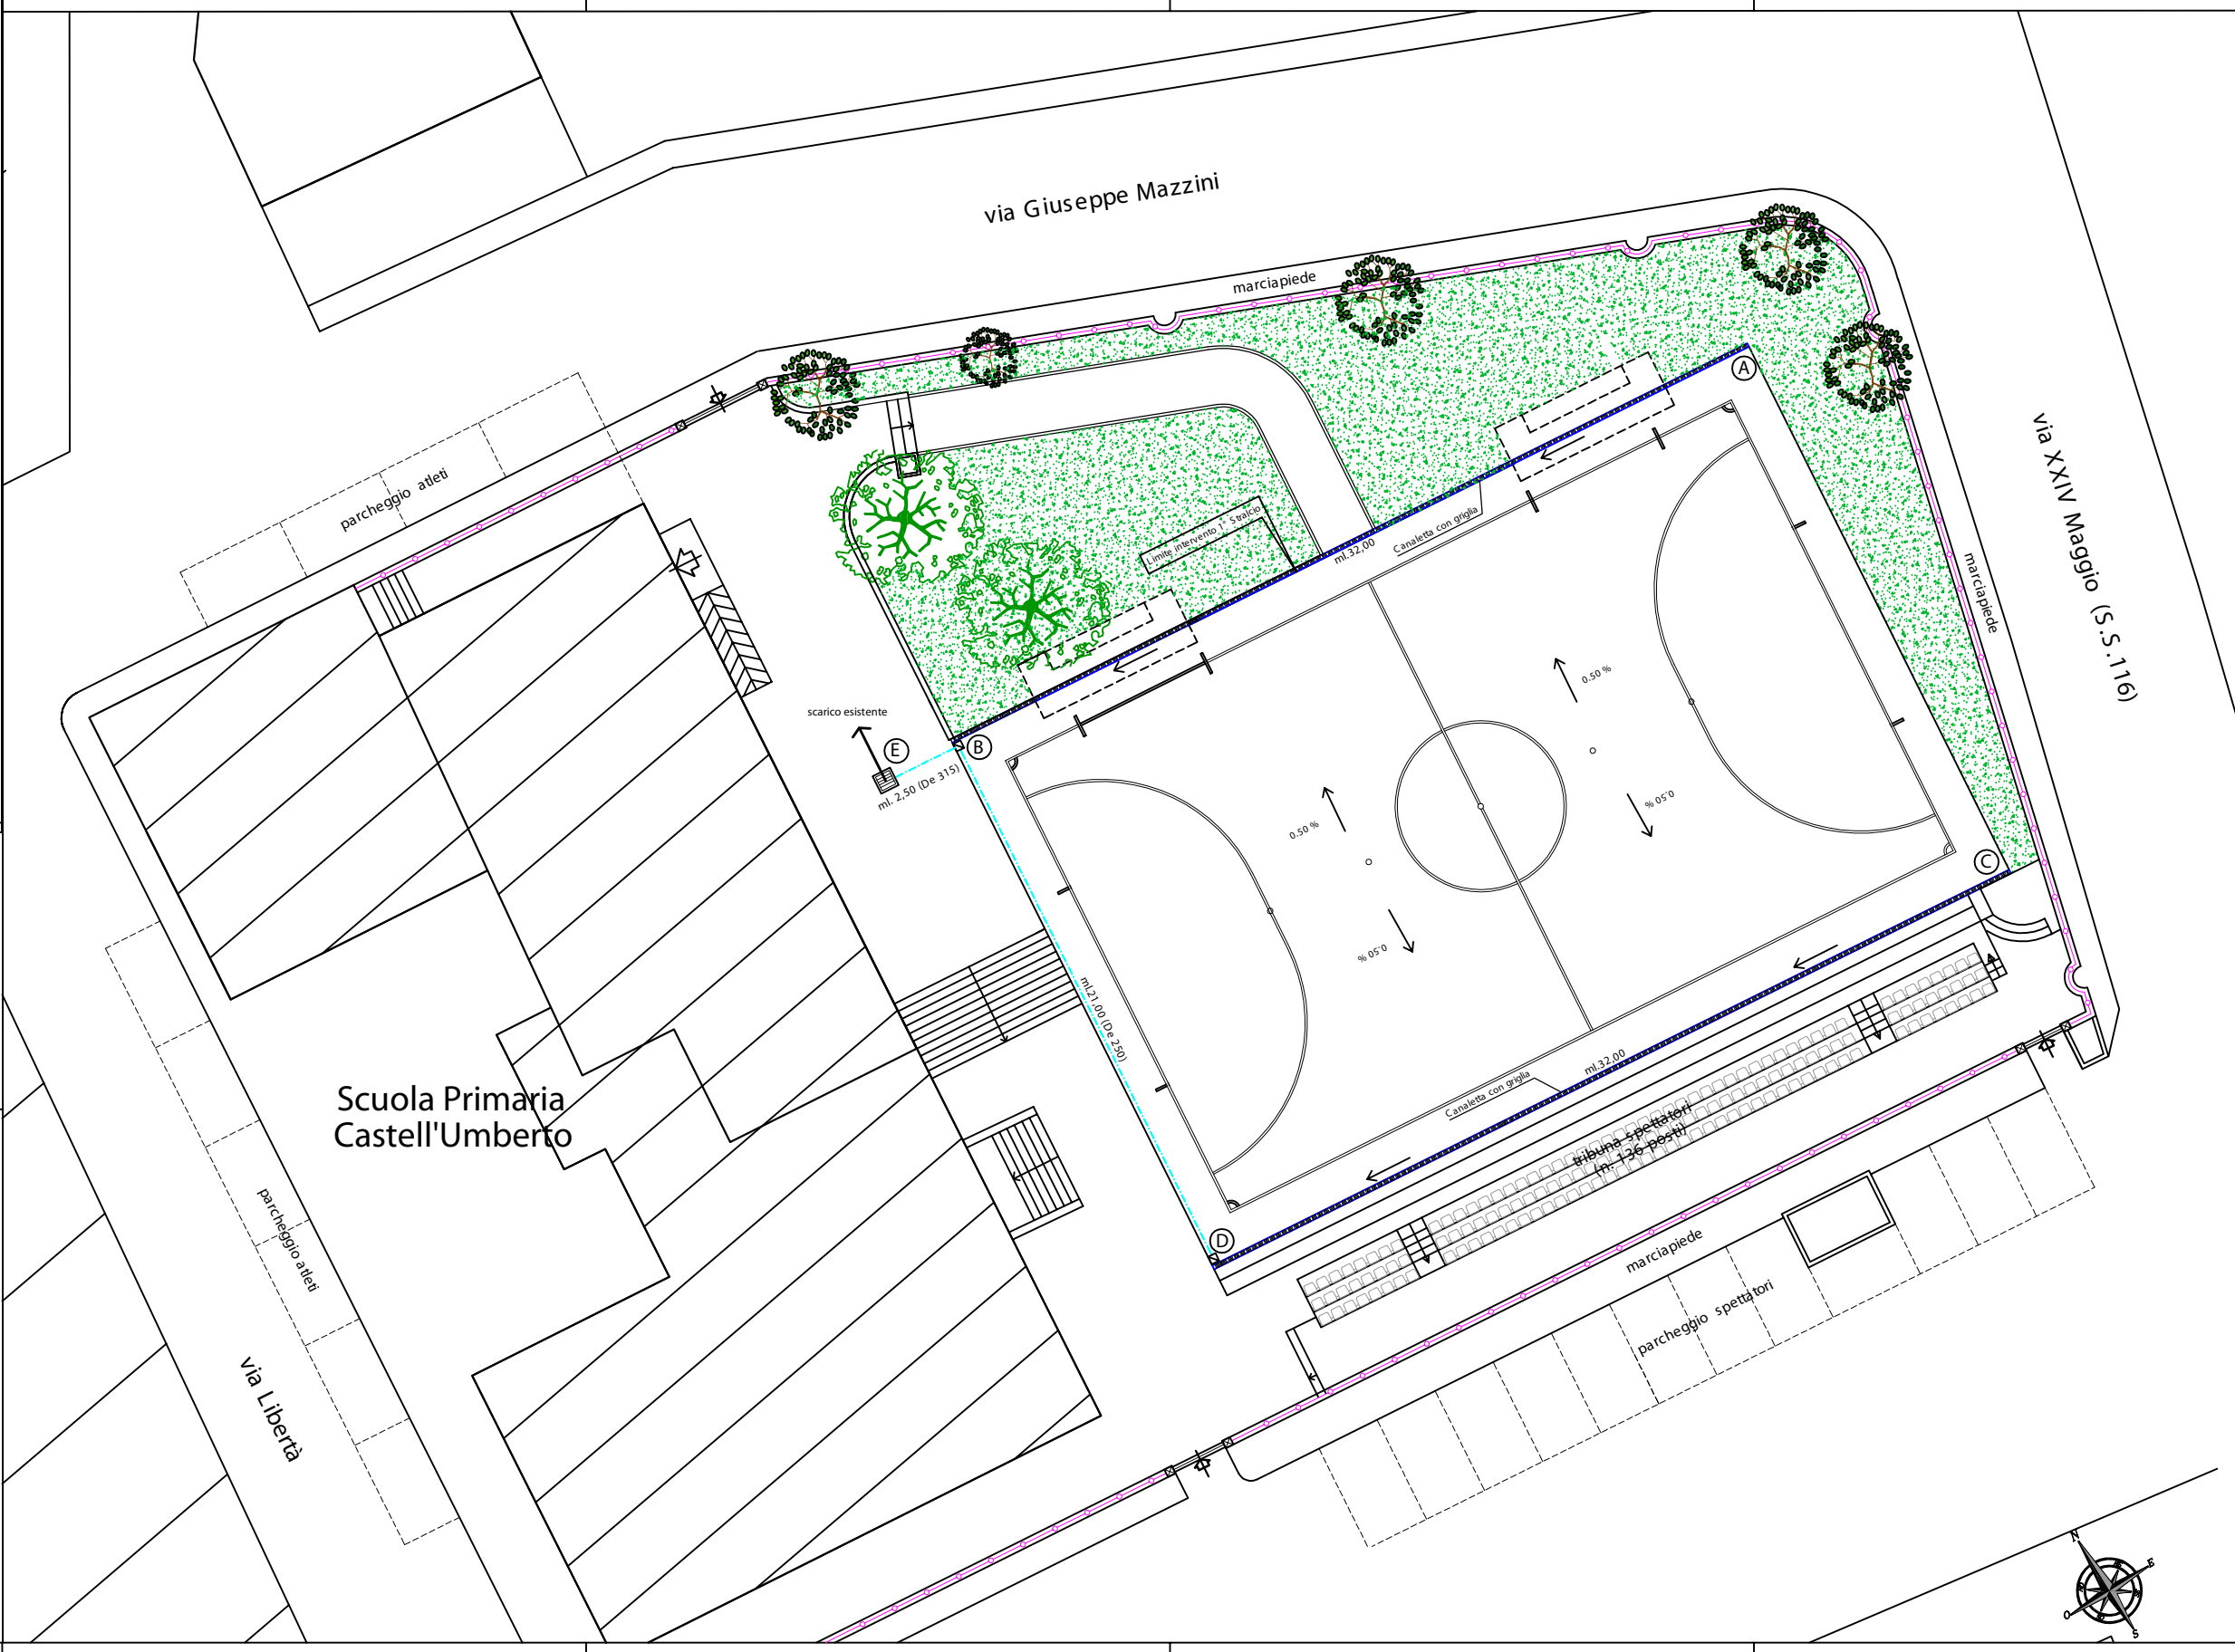 via Giuseppe Mazzini
marciapiede
A
parcheggio atleti
via XXIV Maggio (S.S.116)
Limite intervento 1° Stralcio
Canaletta con griglia
ml.32,00
marciapiede
0.50 %
scarico esistente
E
B
ml. 2,50 (De 315)
0.50 %
0.50 %
C
0.50 %
ml.21,00 (De 250)
ml.32,00
Canaletta con griglia
Scuola Primaria
Castell'Umberto
tribuna spettatori
(n. 136 posti)
parcheggio atleti
D
marciapiede
parcheggio spettatori
via Libertà
N
E
O
S